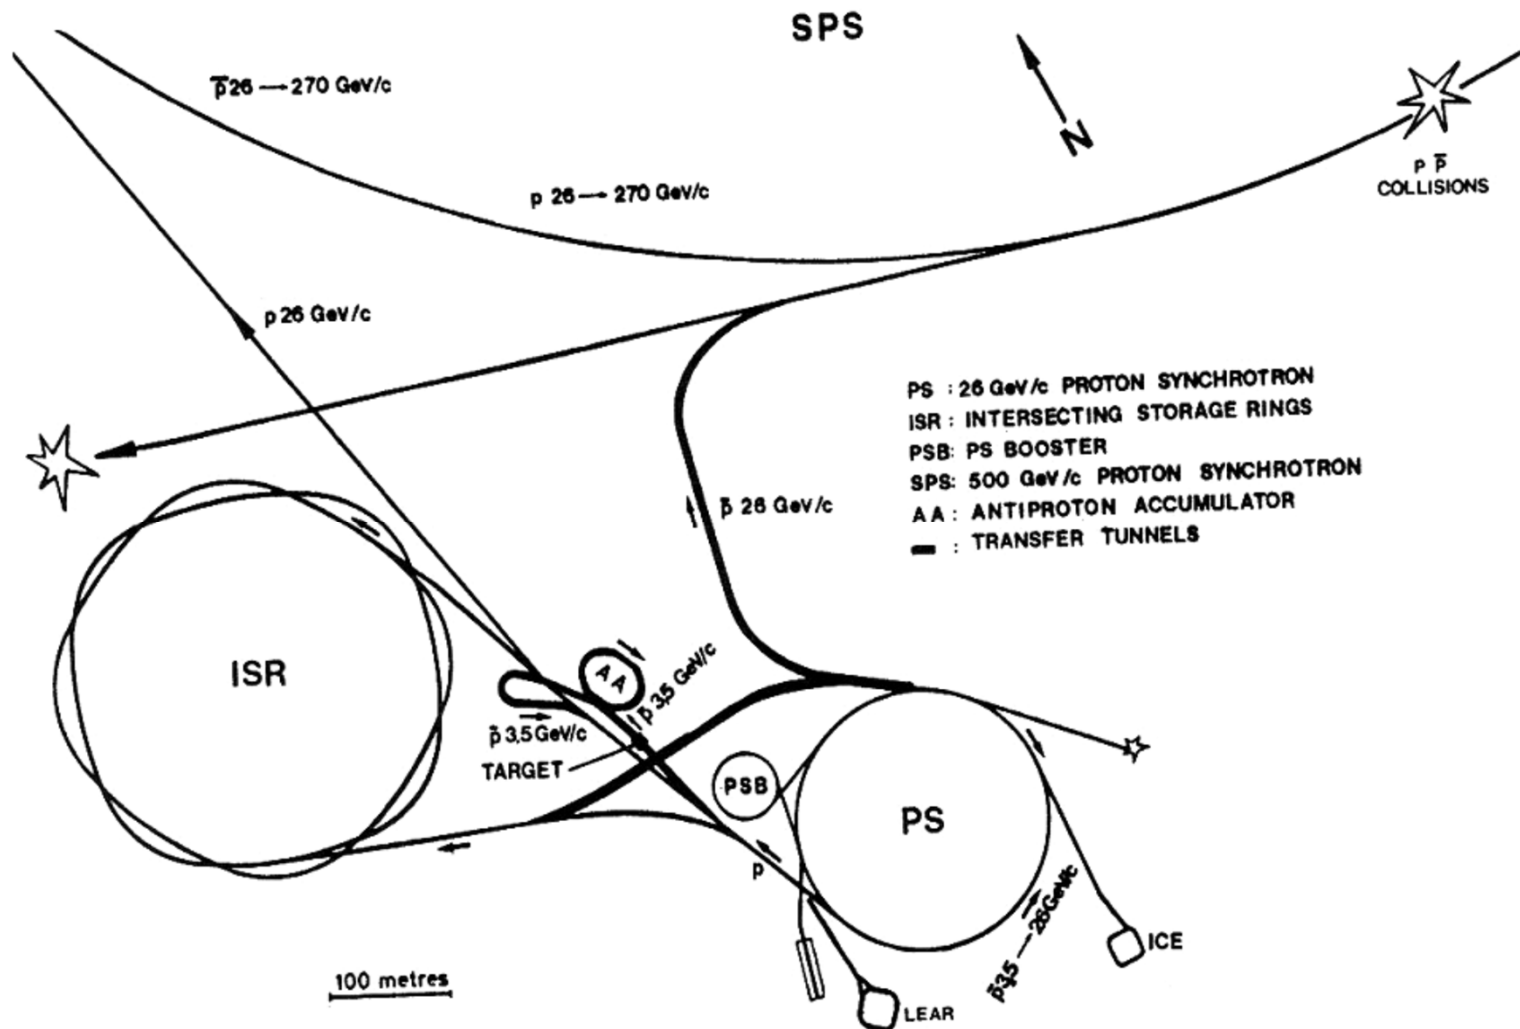 SPS
p̅ 26 → 270 GeV/c
N
p p̅
COLLISIONS
p 26 → 270 GeV/c
p 26 GeV/c
PS : 26 GeV/c PROTON SYNCHROTRON
ISR : INTERSECTING STORAGE RINGS
PSB: PS BOOSTER
SPS: 500 GeV/c PROTON SYNCHROTRON
AA : ANTIPROTON ACCUMULATOR
: TRANSFER TUNNELS
p̅ 26 GeV/c
ISR
AA
p̅ 3,5 GeV/c
p̅ 3,5 GeV/c
TARGET
PSB
PS
p
p̅ 3,5 → 26 GeV/c
ICE
100 metres
LEAR